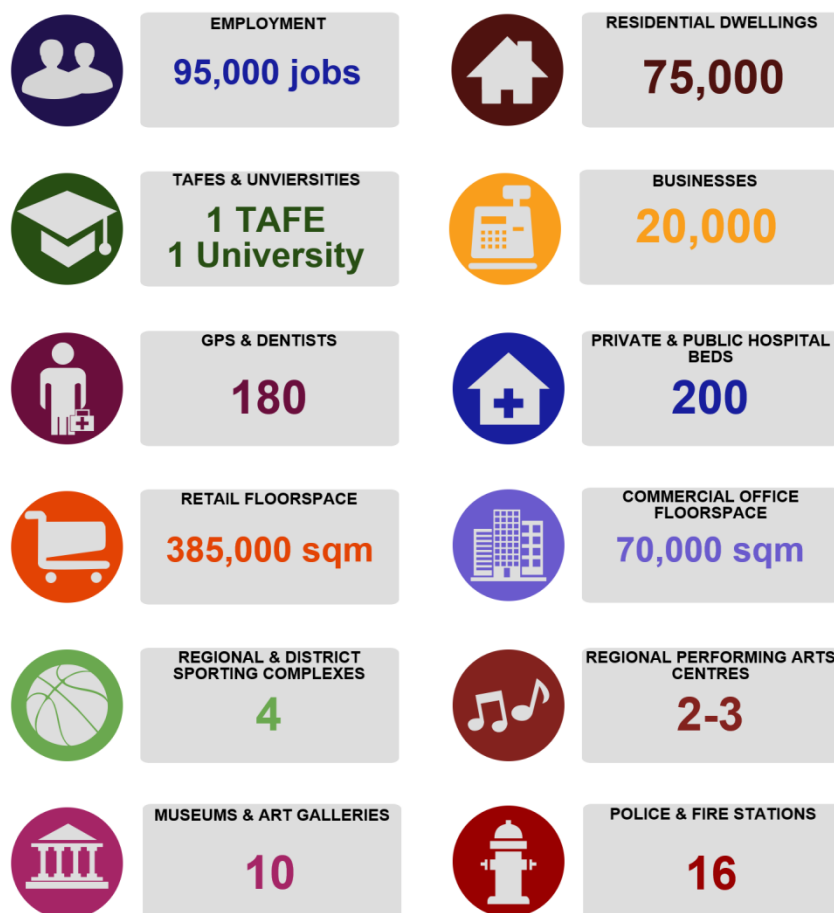 EMPLOYMENT
95,000 jobs
RESIDENTIAL DWELLINGS
75,000
TAFES & UNVIERSITIES
1 TAFE
1 University
BUSINESSES
20,000
GPS & DENTISTS
180
PRIVATE & PUBLIC HOSPITAL
BEDS
200
RETAIL FLOORSPACE
385,000 sqm
COMMERCIAL OFFICE
FLOORSPACE
70,000 sqm
REGIONAL & DISTRICT
SPORTING COMPLEXES
4
REGIONAL PERFORMING ARTS
CENTRES
2-3
MUSEUMS & ART GALLERIES
10
POLICE & FIRE STATIONS
16